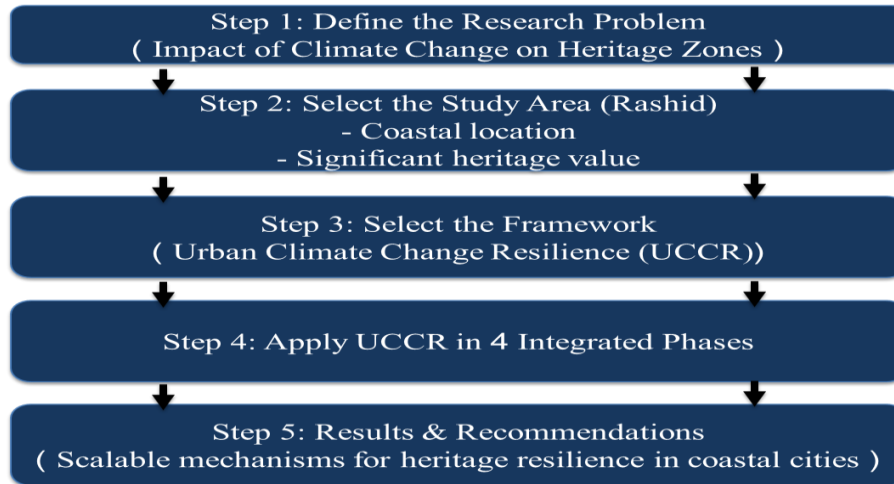 Step 1: Define the Research Problem
( Impact of Climate Change on Heritage Zones )
Step 2: Select the Study Area (Rashid)
- Coastal location
- Significant heritage value
Step 3: Select the Framework
( Urban Climate Change Resilience (UCCR))
Step 4: Apply UCCR in 4 Integrated Phases
Step 5: Results & Recommendations
( Scalable mechanisms for heritage resilience in coastal cities )